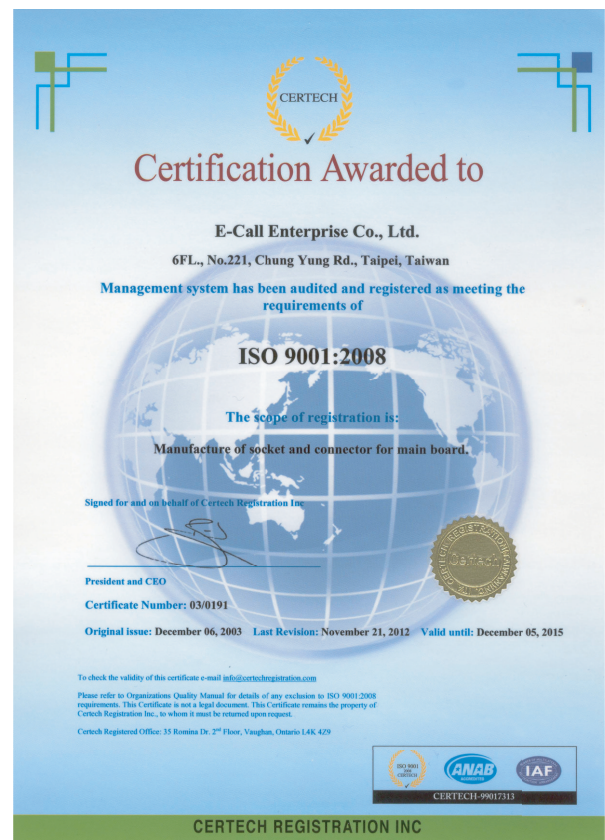 CERTECH
Certification Awarded to
E-Call Enterprise Co., Ltd.
6FL., No.221, Chung Yung Rd., Taipei, Taiwan
Management system has been audited and registered as meeting the
requirements of
ISO 9001:2008
The scope of registration is:
Manufacture of socket and connector for main board.
Signed for and on behalf of Certech Registration Inc
President and CEO
Certificate Number: 03/0191
Original issue: December 06, 2003 Last Revision: November 21, 2012 Valid until: December 05, 2015
Certech
To check the validity of this certificate e-mail info@certechregistration.com
Please refer to Organizations Quality Manual for details of any exclusion to ISO 9001:2008
requirements. This Certificate is not a legal document. This Certificate remains the property of
Certech Registration Inc., to whom it must be returned upon request.
Certech Registered Office: 35 Romina Dr. 2nd Floor, Vaughan, Ontario L4K 4Z9
ISO 9001
CERTECH
ANAB
ACCREDITED
IAF
CERTECH-99017313
CERTECH REGISTRATION INC